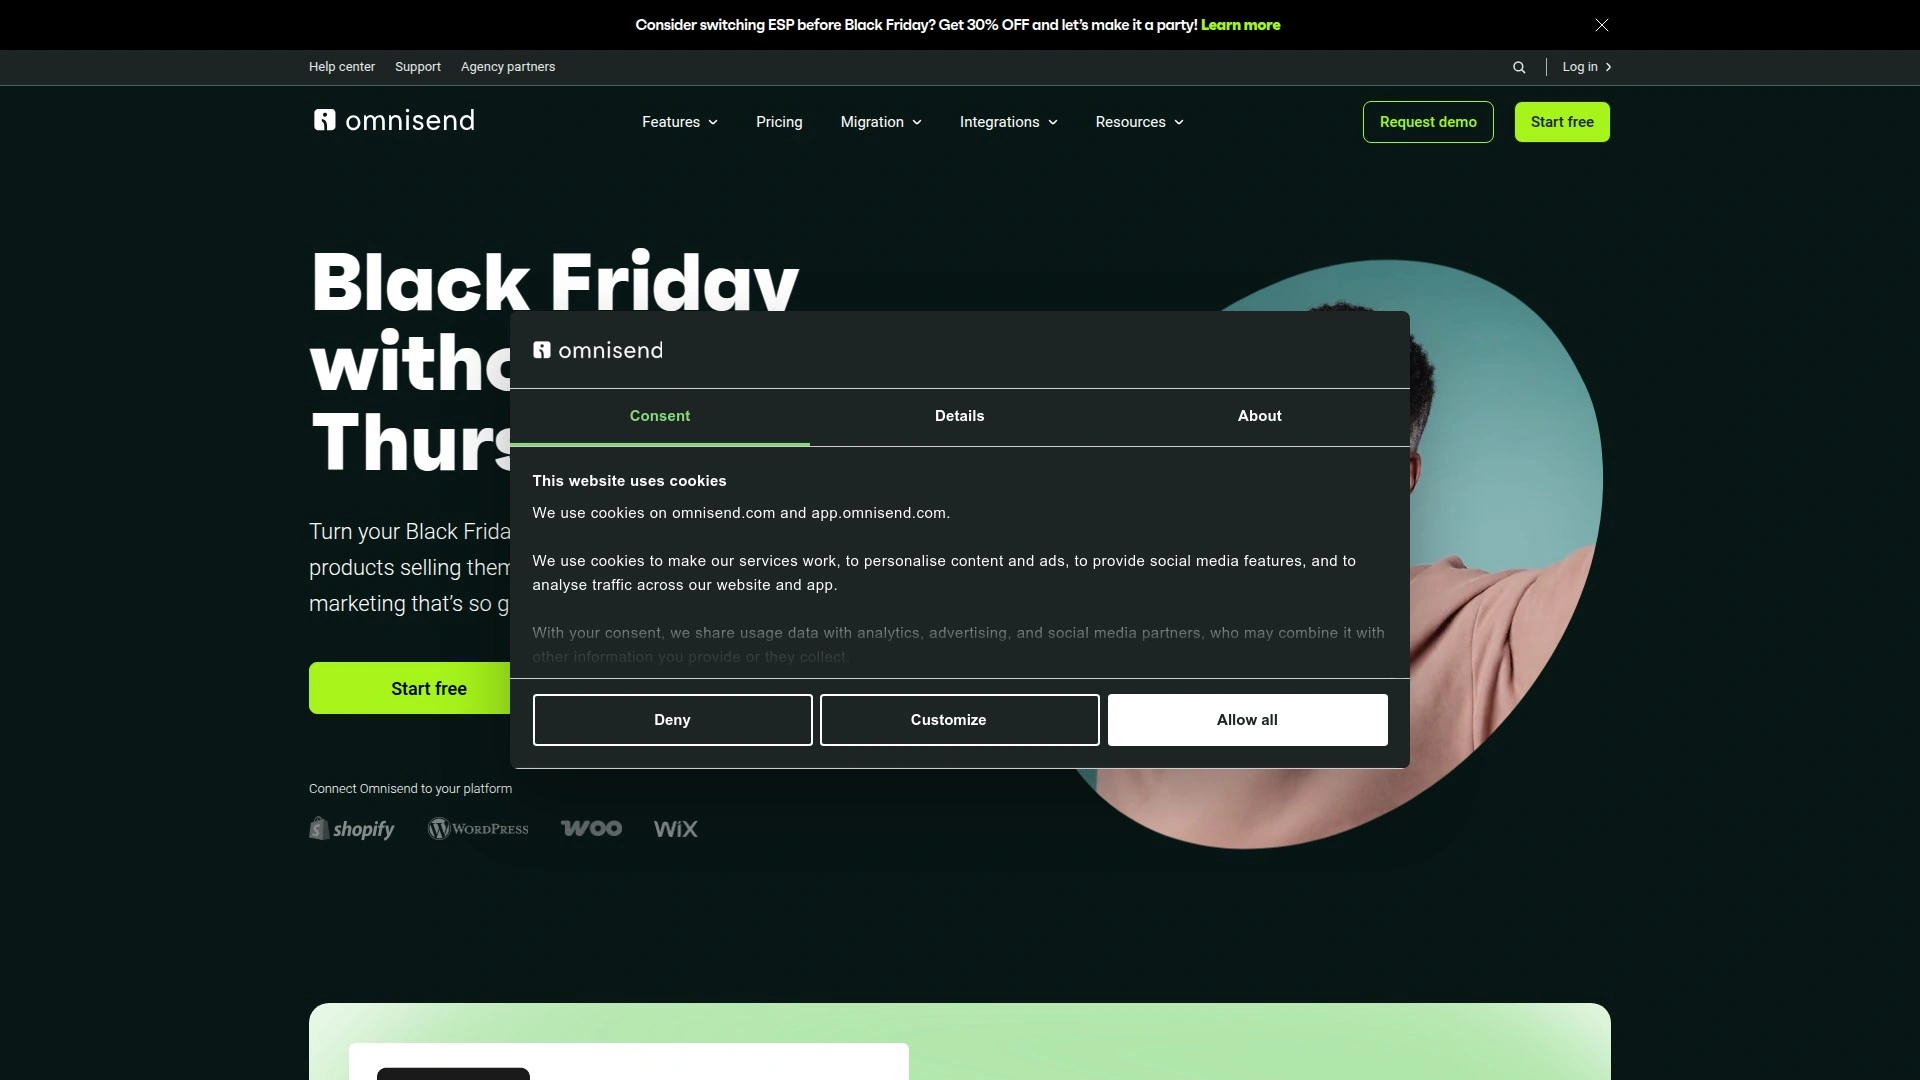 Consider switching ESP before Black Friday? Get 30% OFF and let's make it a party! Learn more
Help center Support Agency partners Log in
omnisend Features Pricing Migration Integrations Resources Request demo Start free
Black Friday
witho
Thurs
Turn your Black Frida
products selling them
marketing that's so g
Start free
omnisend
Consent Details About
This website uses cookies
We use cookies on omnisend.com and app.omnisend.com.
We use cookies to make our services work, to personalise content and ads, to provide social media features, and to
analyse traffic across our website and app.
With your consent, we share usage data with analytics, advertising, and social media partners, who may combine it with
other information you provide or they collect.
Deny Customize Allow all
Connect Omnisend to your platform
shopify WORDPRESS WOO WiX